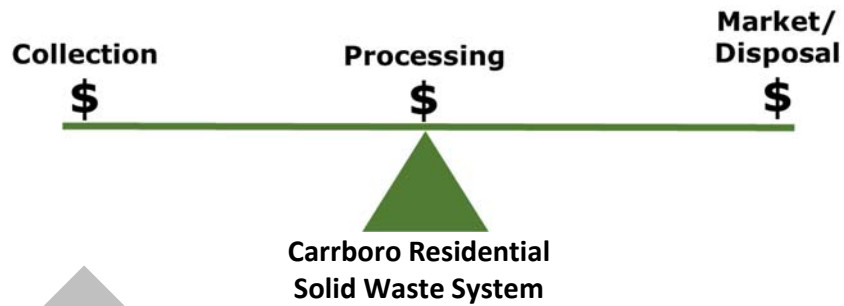 Market/
Collection Processing Disposal
$ $ $
Carrboro Residential
Solid Waste System